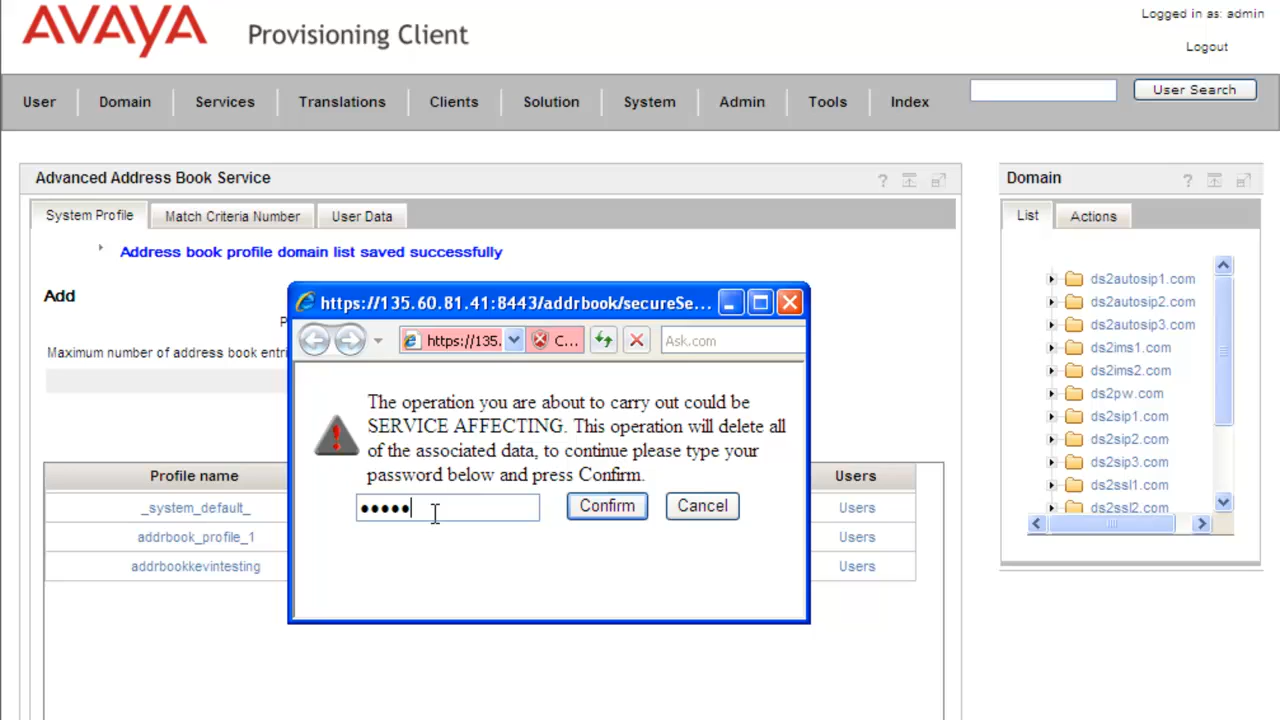 AVAYA Provisioning Client
Logged in as: admin
Logout
User Domain Services Translations Clients Solution System Admin Tools Index User Search
Advanced Address Book Service
System Profile Match Criteria Number User Data
Address book profile domain list saved successfully
Add
Maximum number of address book
Profile name Users
_system_default_ Users
addrbook_profile_1 Users
addrbookkevintesting Users
https://135.60.81.41:8443/addrbook/secureSe...
https://135. C... Ask.com
The operation you are about to carry out could be
SERVICE AFFECTING. This operation will delete all
of the associated data, to continue please type your
password below and press Confirm.
●●●●● Confirm Cancel
Domain
List Actions
ds2autosip1.com
ds2autosip2.com
ds2autosip3.com
ds2ims1.com
ds2ims2.com
ds2pw.com
ds2sip1.com
ds2sip2.com
ds2sip3.com
ds2ssl1.com
ds2ssl2.com